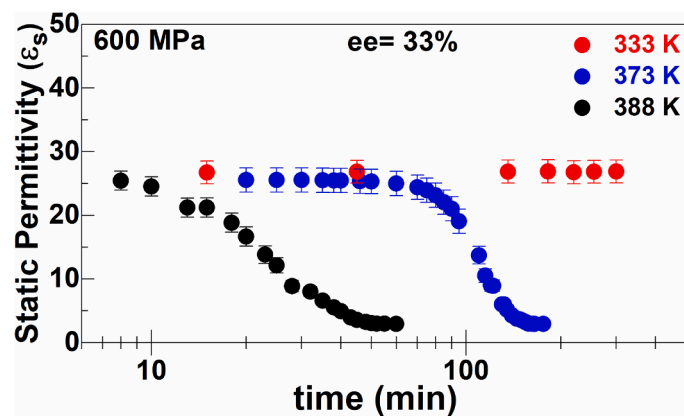 600 MPa ee= 33%
333 K
373 K
388 K
Static Permittivity (εs)
50
40
30
20
10
0
10 100
time (min)